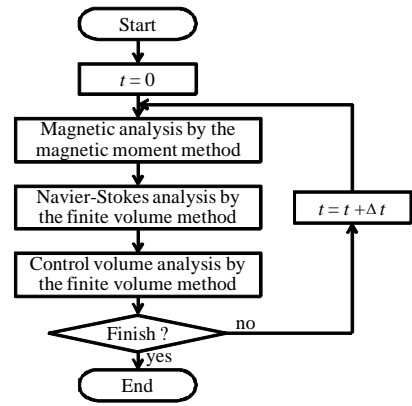 Start
t = 0
Magnetic analysis by the
magnetic moment method
Navier-Stokes analysis by
the finite volume method
t = t +Δ t
Control volume analysis by
the finite volume method
Finish ?
no
yes
End